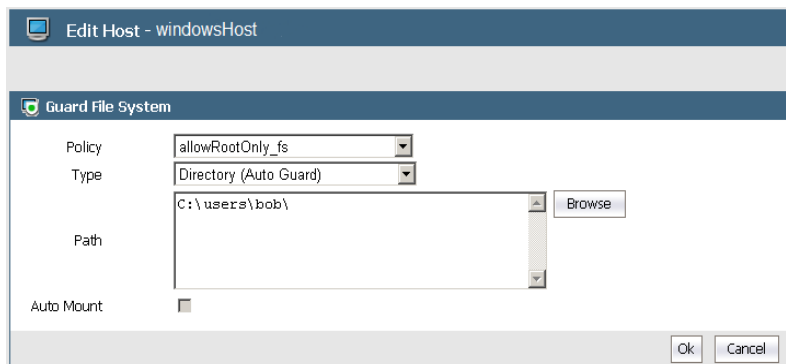 Edit Host - windowsHost
Guard File System
Policy allowRootOnly_fs
Type Directory (Auto Guard)
C:\users\bob\ Browse
Path
Auto Mount
Ok Cancel